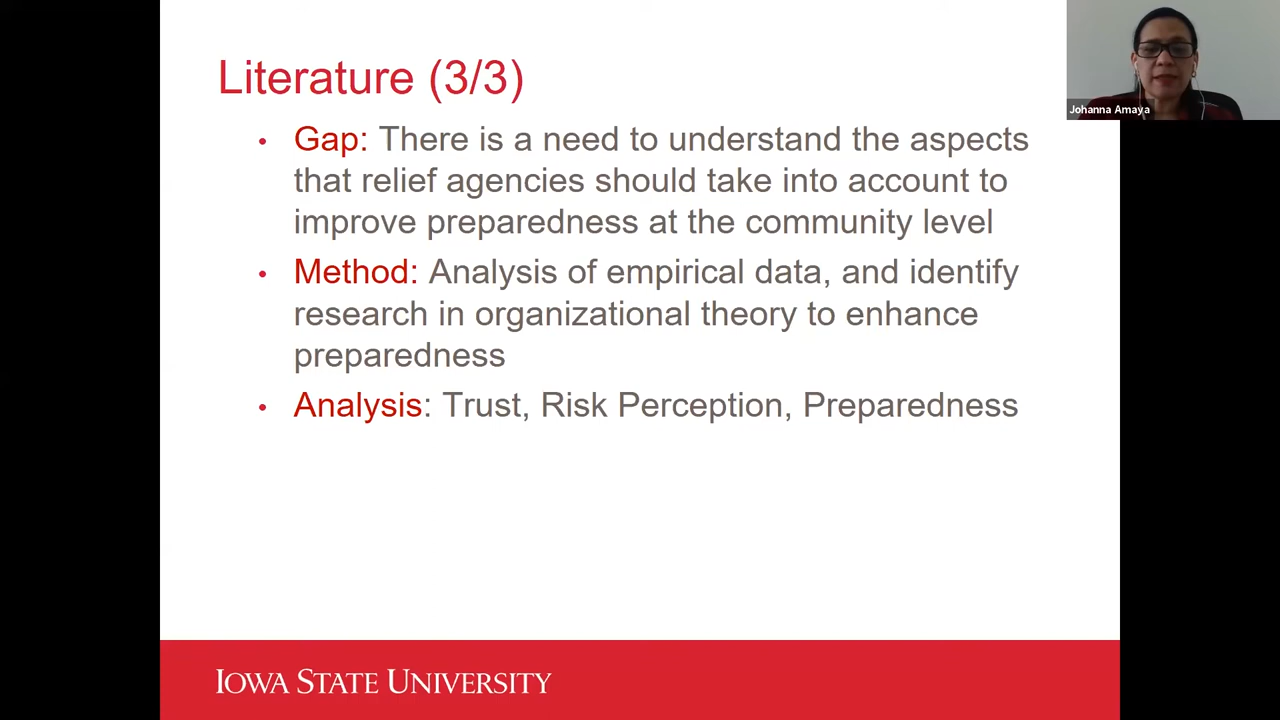 Literature (3/3)
Johanna Amaya
• Gap: There is a need to understand the aspects
that relief agencies should take into account to
improve preparedness at the community level
• Method: Analysis of empirical data, and identify
research in organizational theory to enhance
preparedness
• Analysis: Trust, Risk Perception, Preparedness
IOWA STATE UNIVERSITY